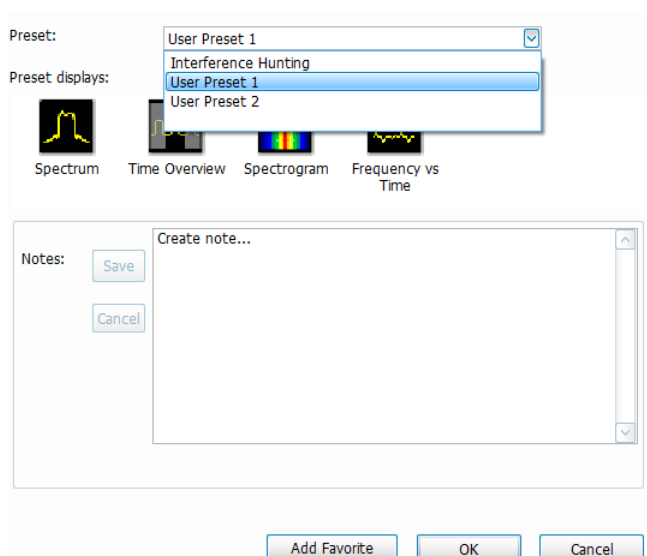 Preset:
User Preset 1
Interference Hunting
User Preset 1
User Preset 2
Preset displays:
Spectrum
Time Overview
Spectrogram
Frequency vs
Time
Notes:
Save
Cancel
Create note...
Add Favorite
OK
Cancel